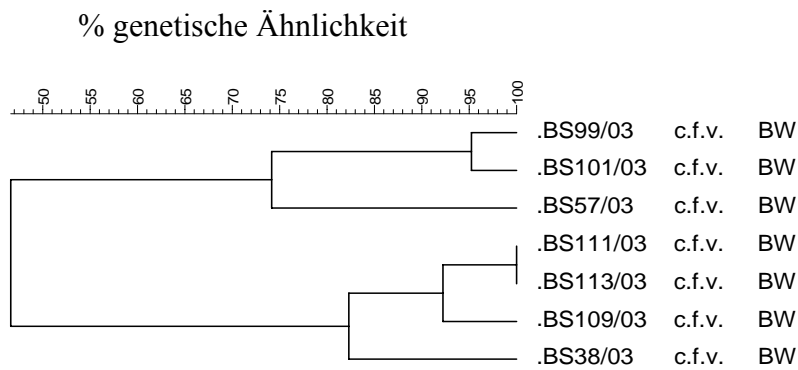 % genetische Ähnlichkeit
50 55 60 65 70 75 80 85 90 95 100
.BS99/03 c.f.v. BW
.BS101/03 c.f.v. BW
.BS57/03 c.f.v. BW
.BS111/03 c.f.v. BW
.BS113/03 c.f.v. BW
.BS109/03 c.f.v. BW
.BS38/03 c.f.v. BW